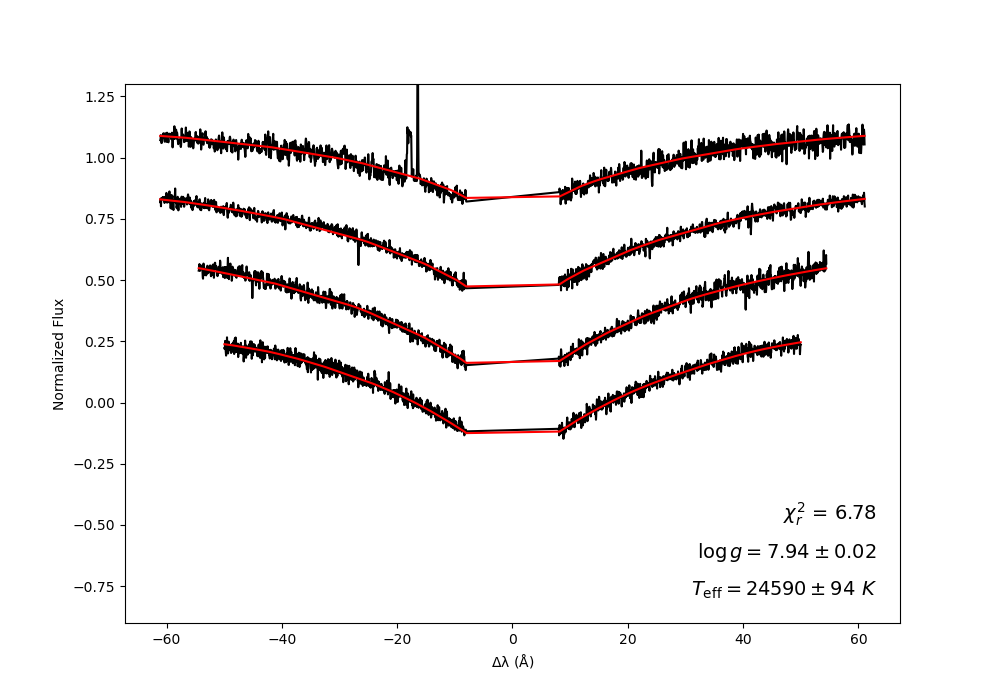 1.25
1.00
0.75
0.50
0.25
0.00
−0.25
−0.50
−0.75
Normalized Flux
χ²ᵣ = 6.78
log g = 7.94 ± 0.02
T_eff = 24590 ± 94 K
−60 −40 −20 0 20 40 60
Δλ (Å)